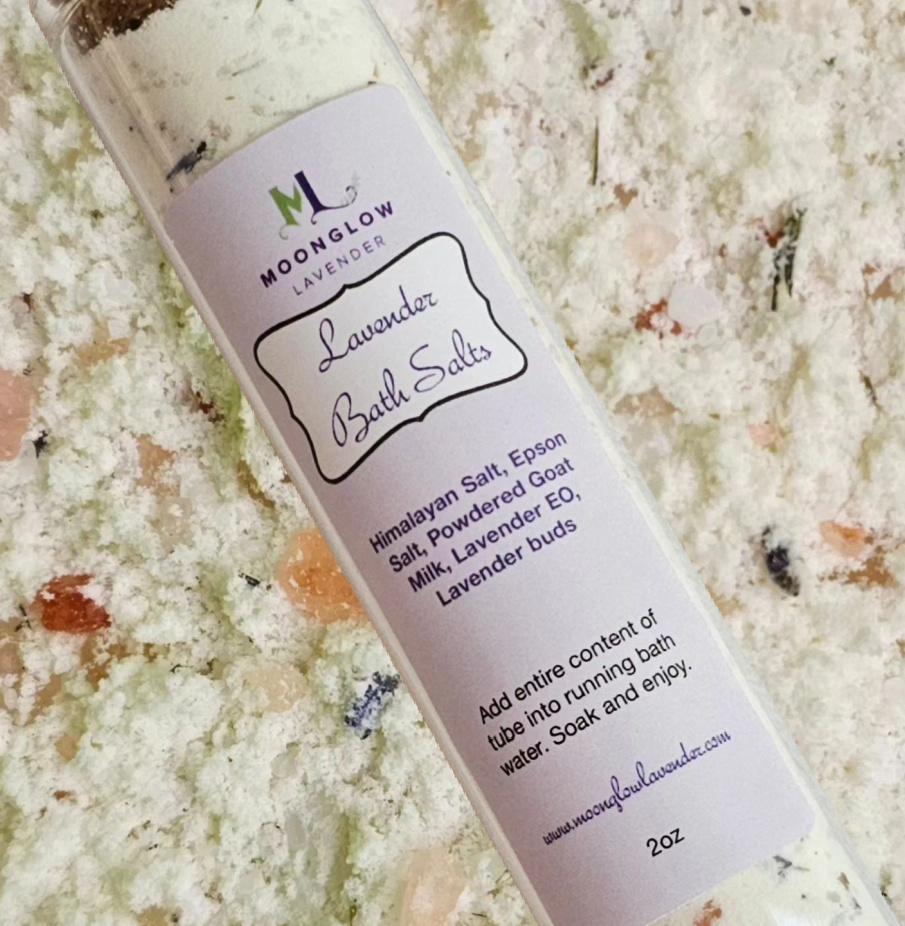 ML
MOONGLOW
LAVENDER
Lavender
Bath Salts
Himalayan Salt, Epson
Salt, Powdered Goat
Milk, Lavender EO,
Lavender buds
Add entire content of
tube into running bath
water. Soak and enjoy.
www.moonglowlavender.com
2oz